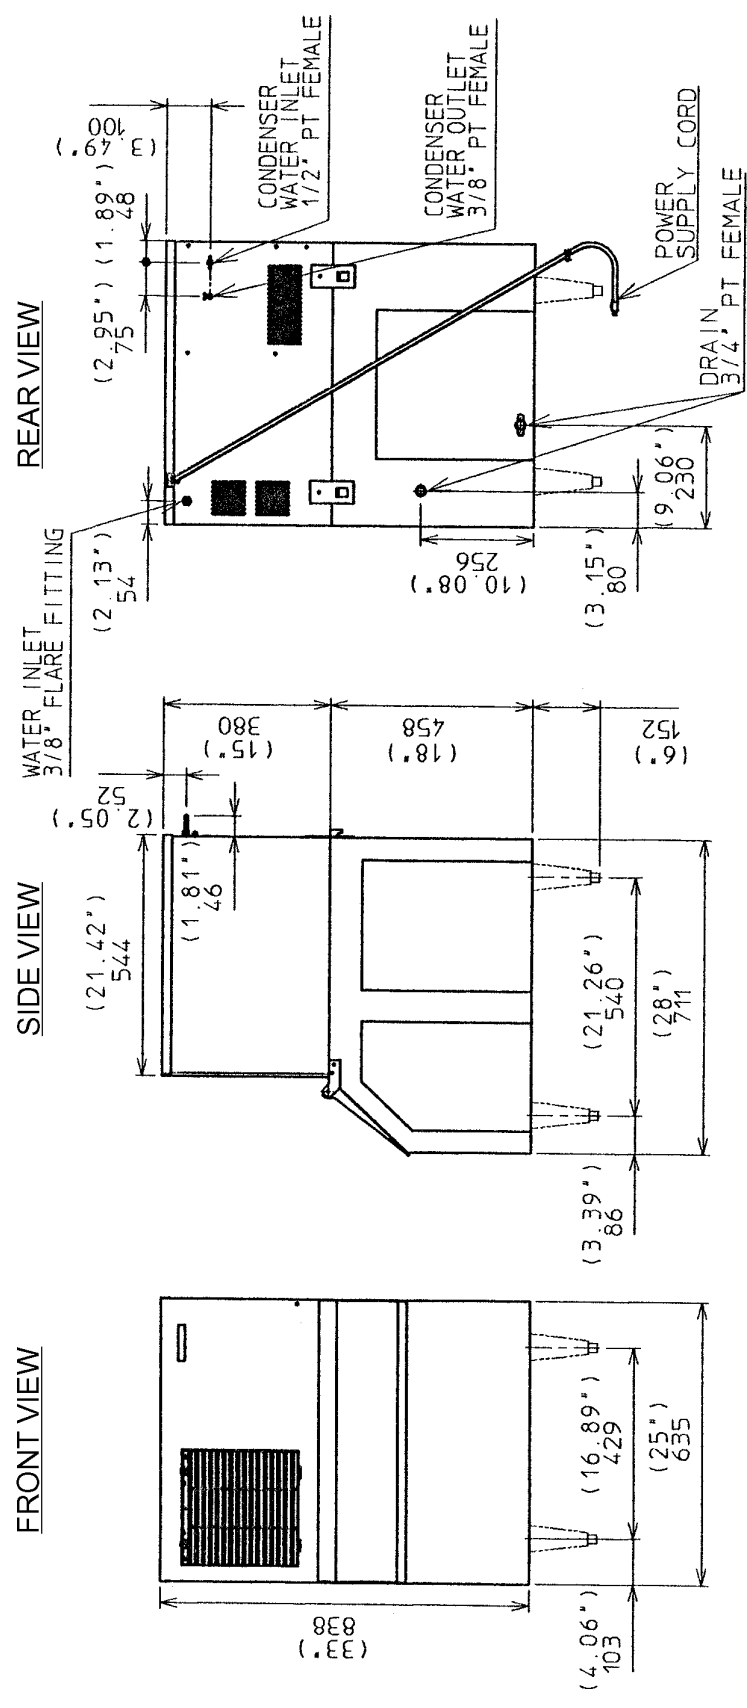 FRONT VIEW
(33")
838
(4.06")
103
(16.89")
429
(25")
635
SIDE VIEW
(21.42")
544
(2.05")
52
(1.81")
46
(15")
380
(18")
458
(6")
152
(3.39")
86
(21.26")
540
(28")
711
REAR VIEW
WATER INLET
3/8" FLARE FITTING
(2.13")
54
(2.95")
75
(1.89")
48
(3.49")
100
CONDENSER
WATER INLET
1/2" PT FEMALE
CONDENSER
WATER OUTLET
3/8" PT FEMALE
POWER
SUPPLY CORD
DRAIN
3/4" PT FEMALE
(10.08")
256
(3.15")
80
(9.06")
230